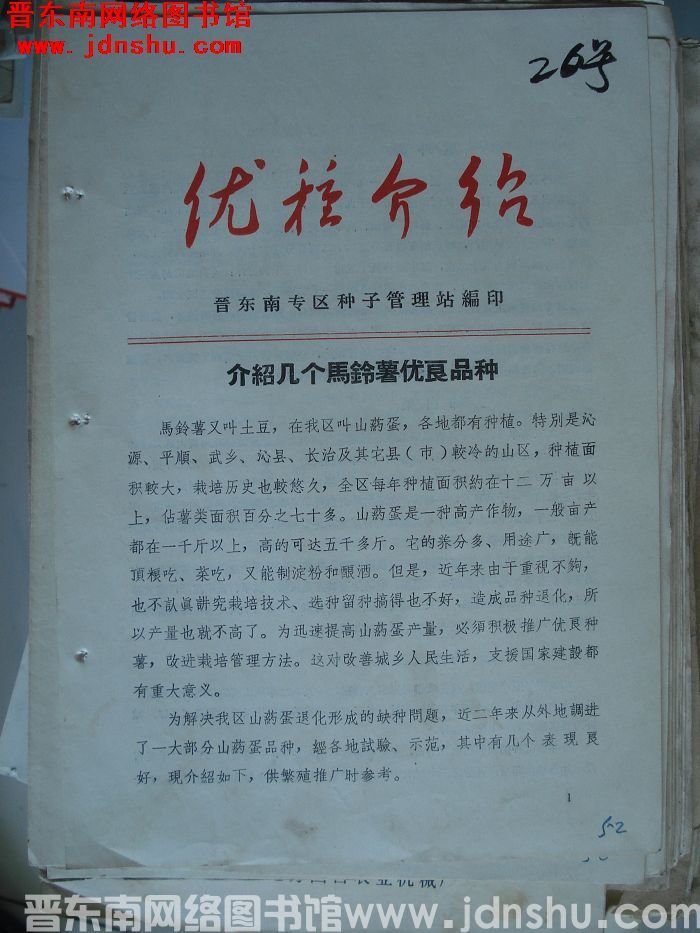 晋东南网络图书馆
www.jdnshu.com
26号
优种介绍
晋东南专区种子管理站編印
介紹几个馬鈴薯优良品种
馬鈴薯又叫土豆，在我区叫山药蛋，各地都有种植。特別是沁
源、平順、武乡、沁县、长治及其它县（市）較冷的山区，种植面
积較大，栽培历史也較悠久，全区每年种植面积約在十二万亩以
上，佔薯类面积百分之七十多。山药蛋是一种高产作物，一般亩产
都在一千斤以上，高的可达五千多斤。它的养分多、用途广，既能
頂粮吃、菜吃，又能制淀粉和酿酒。但是，近年来由于重視不夠，
也不認眞研究栽培技术、选种留种搞得也不好，造成品种退化，所
以产量也就不高了。为迅速提高山药蛋产量，必須积极推广优良种
薯，改进栽培管理方法。这对改善城乡人民生活，支援国家建設都
有重大意义。
为解决我区山药蛋退化形成的缺种問題，近二年来从外地調进
了一大部分山药蛋品种，經各地試驗、示范，其中有几个表現良
好，現介紹如下，供繁殖推广时参考。
1
52
晋东南网络图书馆www.jdnshu.com